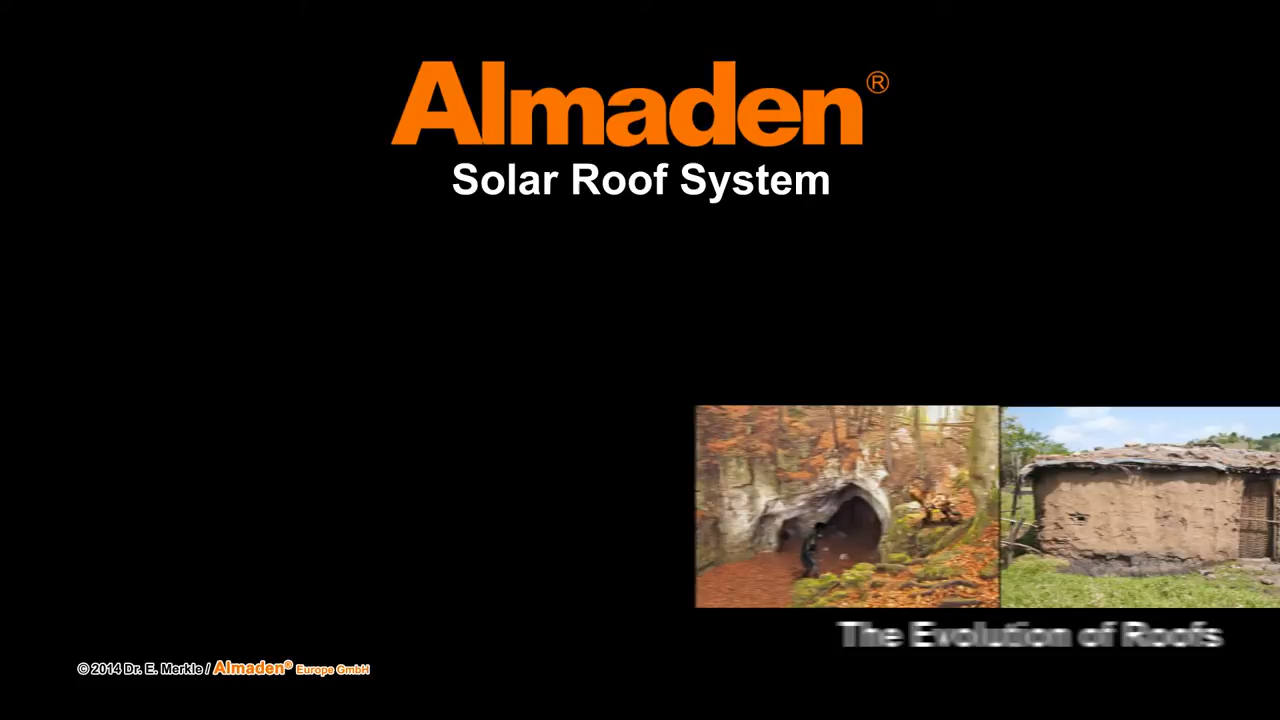 Almaden®
Solar Roof System
The Evolution of Roofs
© 2014 Dr. E. Merkle / Almaden® Europe GmbH